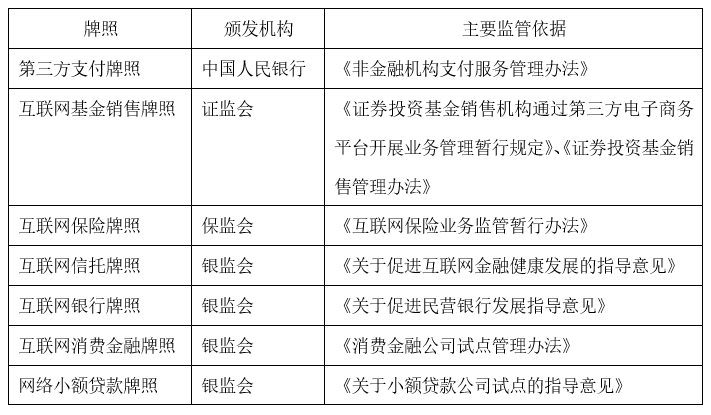 牌照 颁发机构 主要监管依据
第三方支付牌照 中国人民银行 《非金融机构支付服务管理办法》
互联网基金销售牌照 证监会 《证券投资基金销售机构通过第三方电子商务
平台开展业务管理暂行规定》、《证券投资基金销
售管理办法》
互联网保险牌照 保监会 《互联网保险业务监管暂行办法》
互联网信托牌照 银监会 《关于促进互联网金融健康发展的指导意见》
互联网银行牌照 银监会 《关于促进民营银行发展指导意见》
互联网消费金融牌照 银监会 《消费金融公司试点管理办法》
网络小额贷款牌照 银监会 《关于小额贷款公司试点的指导意见》